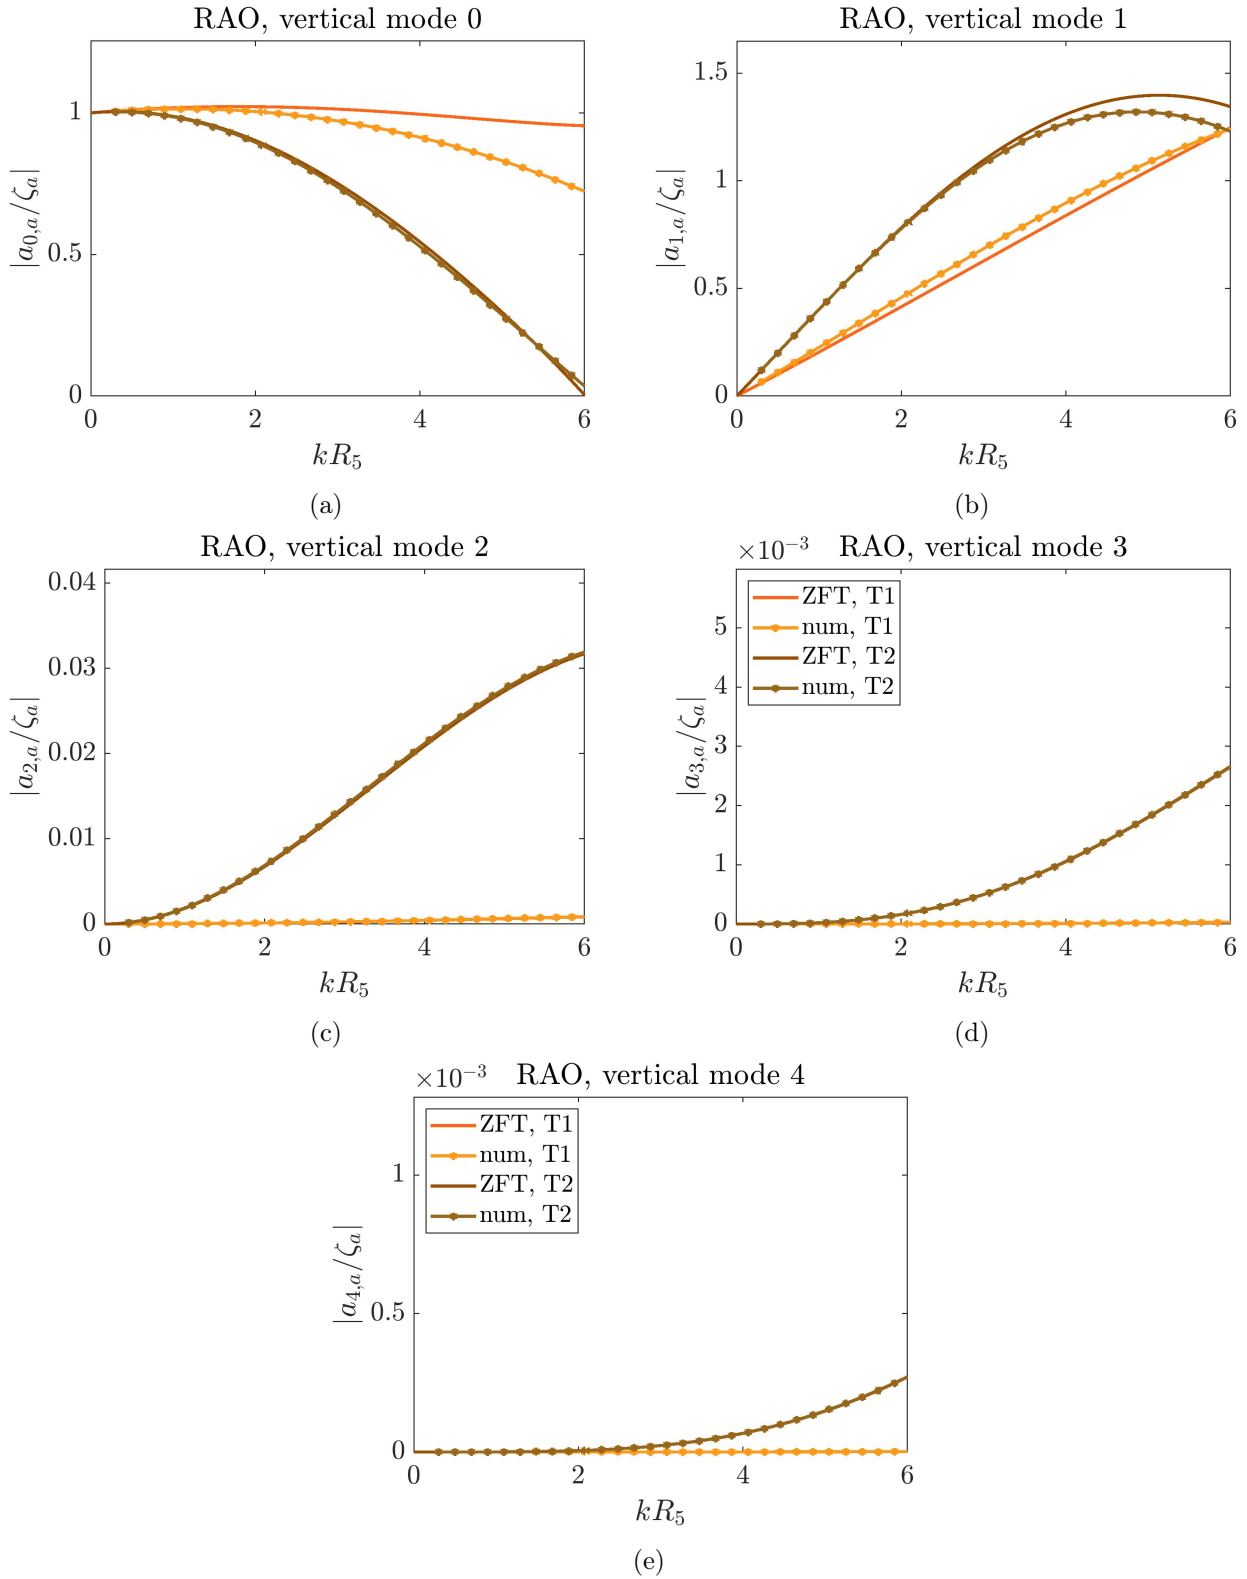 RAO, vertical mode 0
|a₀,ₐ/ζₐ|
1
0.5
0
0 2 4 6
kR₅
(a)
RAO, vertical mode 1
|a₁,ₐ/ζₐ|
1.5
1
0.5
0
0 2 4 6
kR₅
(b)
RAO, vertical mode 2
|a₂,ₐ/ζₐ|
0.04
0.03
0.02
0.01
0
0 2 4 6
kR₅
(c)
×10⁻³ RAO, vertical mode 3
ZFT, T1
num, T1
ZFT, T2
num, T2
|a₃,ₐ/ζₐ|
5
4
3
2
1
0
0 2 4 6
kR₅
(d)
×10⁻³ RAO, vertical mode 4
ZFT, T1
num, T1
ZFT, T2
num, T2
|a₄,ₐ/ζₐ|
1
0.5
0
0 2 4 6
kR₅
(e)